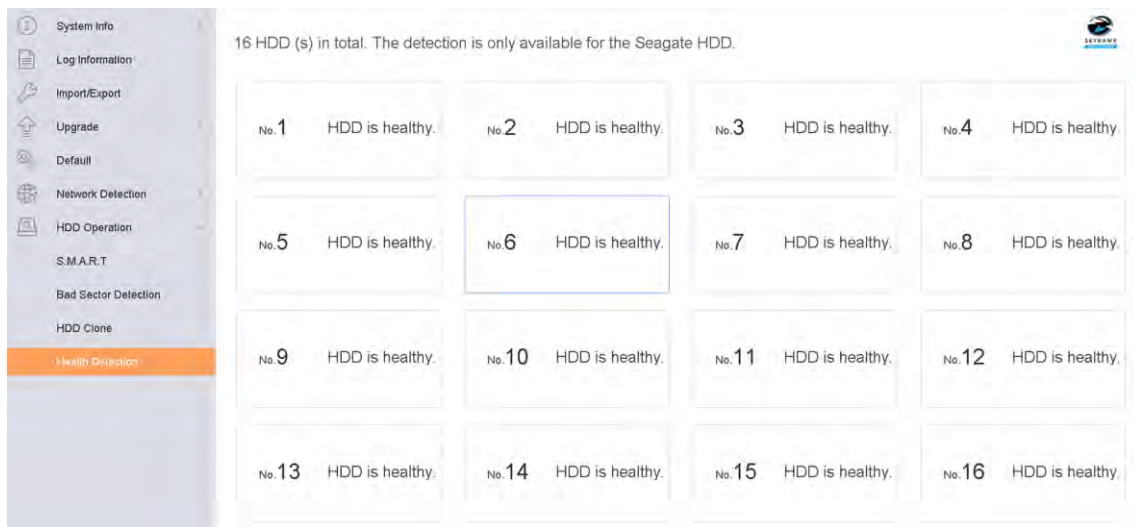 System Info
Log Information
Import/Export
Upgrade
Default
Network Detection
HDD Operation
S.M.A.R.T
Bad Sector Detection
HDD Clone
Health Detection
16 HDD (s) in total. The detection is only available for the Seagate HDD.
SKYHAWK
No.1 HDD is healthy.
No.2 HDD is healthy.
No.3 HDD is healthy.
No.4 HDD is healthy.
No.5 HDD is healthy.
No.6 HDD is healthy.
No.7 HDD is healthy.
No.8 HDD is healthy.
No.9 HDD is healthy.
No.10 HDD is healthy.
No.11 HDD is healthy.
No.12 HDD is healthy.
No.13 HDD is healthy.
No.14 HDD is healthy.
No.15 HDD is healthy.
No.16 HDD is healthy.